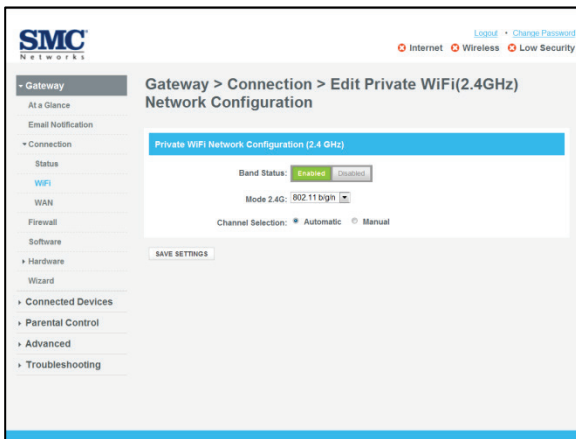 SMC
Networks
Logout • Change Password
Internet Wireless Low Security
Gateway
At a Glance
Email Notification
Connection
Status
WiFi
WAN
Firewall
Software
Hardware
Wizard
Connected Devices
Parental Control
Advanced
Troubleshooting
Gateway > Connection > Edit Private WiFi(2.4GHz)
Network Configuration
Private WiFi Network Configuration (2.4 GHz)
Band Status: Enabled Disabled
Mode 2.4G: 802.11 b/g/n
Channel Selection: Automatic Manual
SAVE SETTINGS